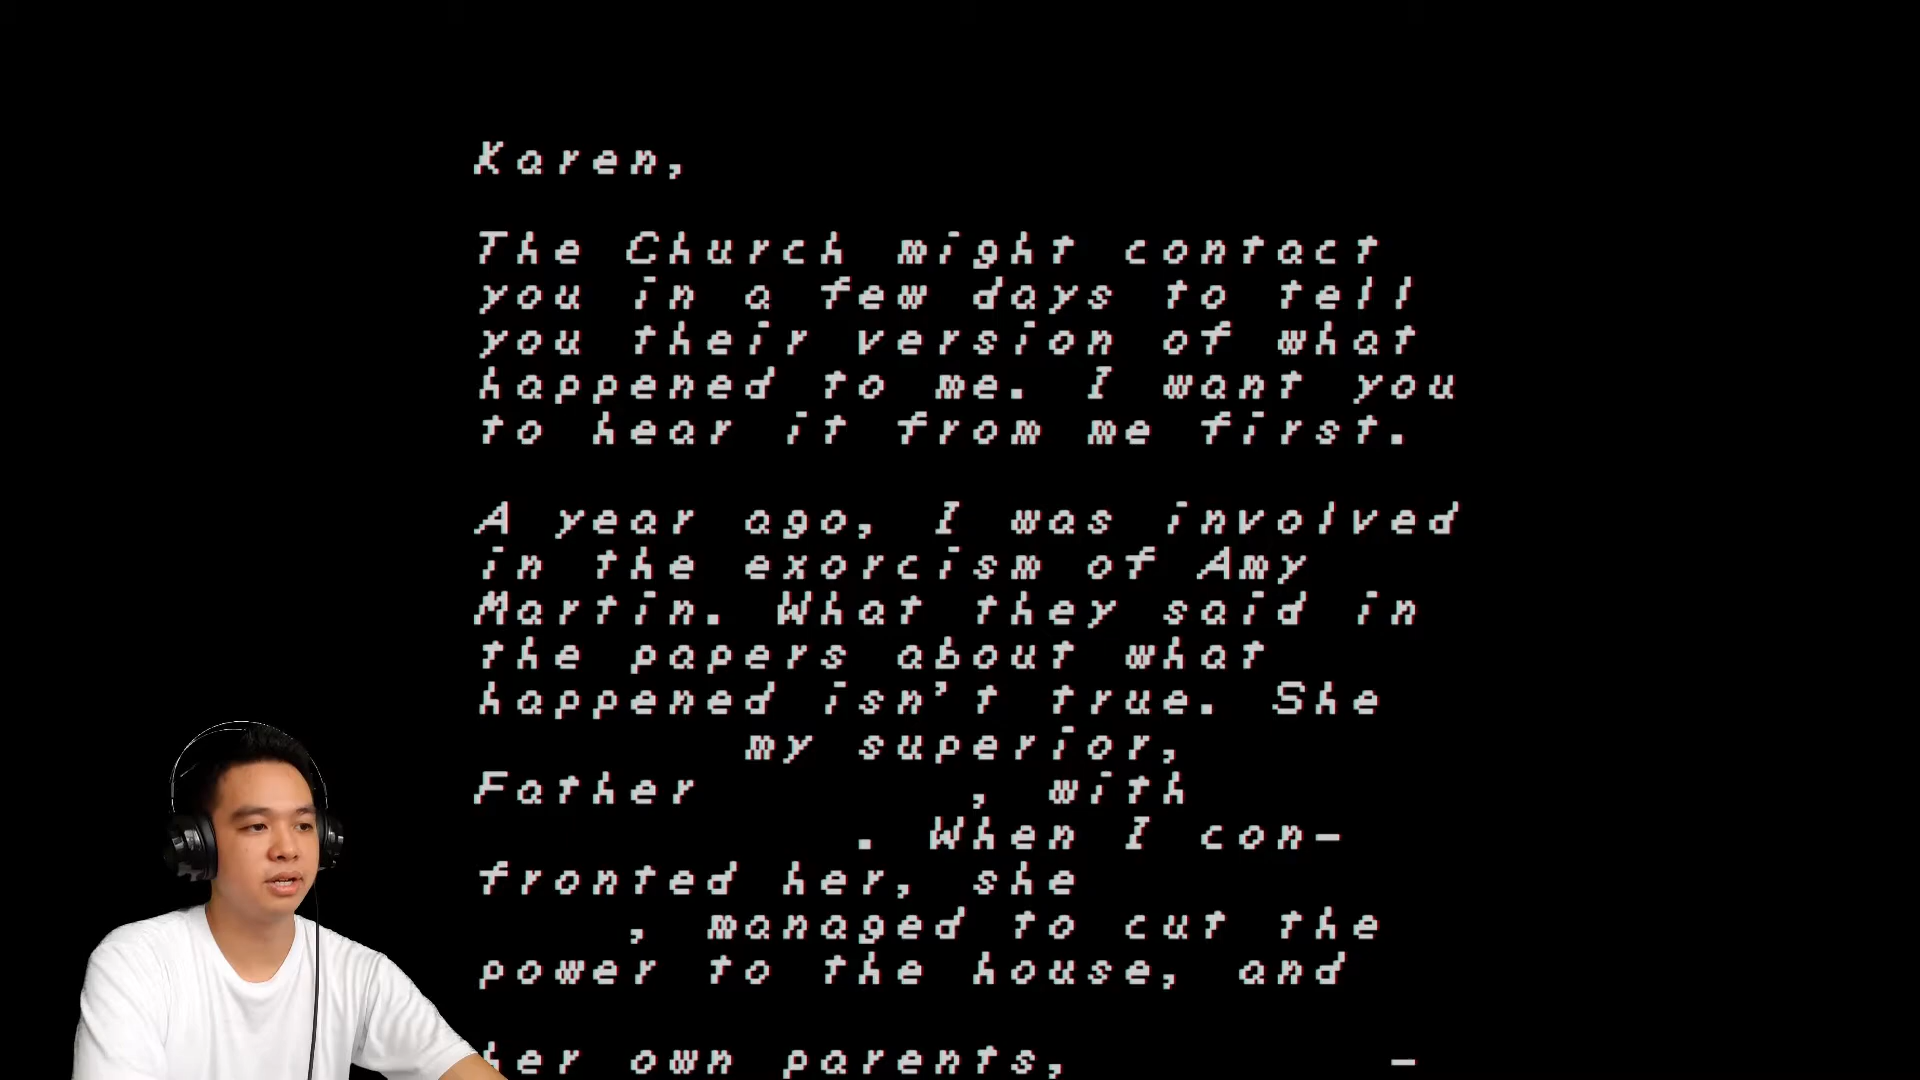 Karen,
The Church might contact
you in a few days to tell
you their version of what
happened to me. I want you
to hear it from me first.
A year ago, I was involved
in the exorcism of Amy
Martin. What they said in
the papers about what
happened isn't true. She
my superior,
Father , with
. When I con-
fronted her, she
, managed to cut the
power to the house, and
her own parents, -